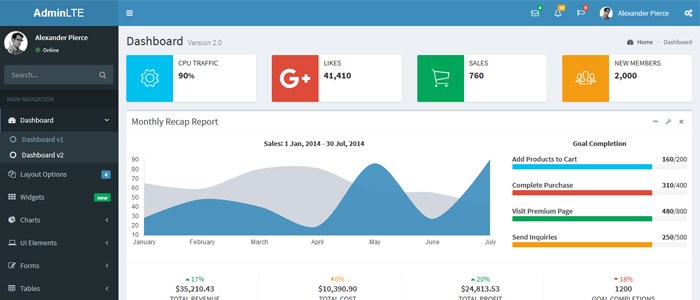 AdminLTE
Alexander Pierce
Alexander Pierce
Online
Search...
MAIN NAVIGATION
Dashboard
Dashboard v1
Dashboard v2
Layout Options
4
Widgets
new
Charts
UI Elements
Forms
Tables
Dashboard Version 2.0
Home
Dashboard
CPU TRAFFIC
90%
G+
LIKES
41,410
SALES
760
NEW MEMBERS
2,000
Monthly Recap Report
Sales: 1 Jan, 2014 - 30 Jul, 2014
90
80
70
60
50
40
30
20
10
January February March April May June July
Goal Completion
Add Products to Cart 160/200
Complete Purchase 310/400
Visit Premium Page 480/800
Send Inquiries 250/500
17%
$35,210.43
TOTAL REVENUE
0%
$10,390.90
TOTAL COST
20%
$24,813.53
TOTAL PROFIT
18%
1200
GOAL COMPLETIONS